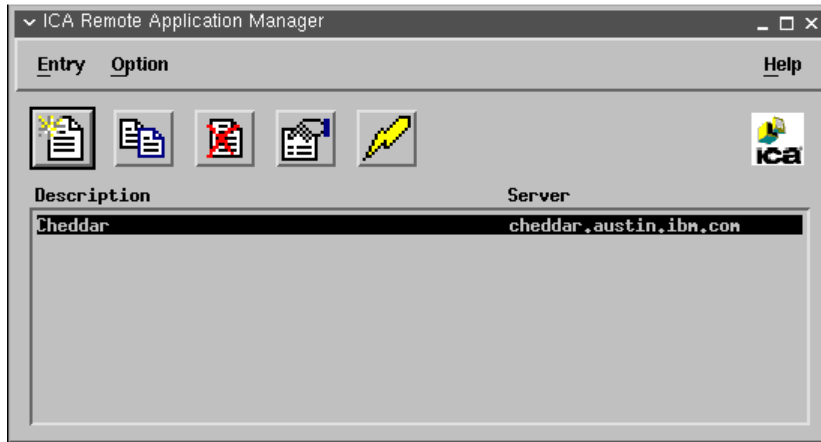 ICA Remote Application Manager
Entry Option Help
ica
Description Server
Cheddar cheddar.austin.ibm.com